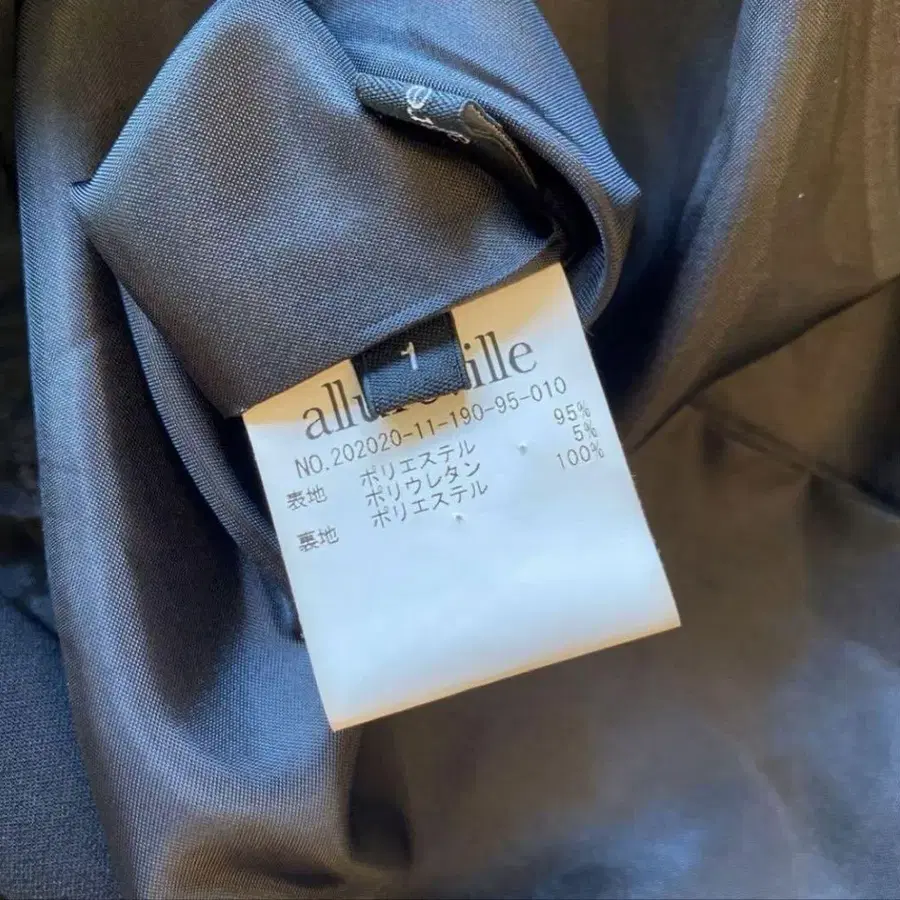 1
NO.202020-11-190-95-010
表地 ポリエステル 95%
ポリウレタン 5%
裏地 ポリエステル 100%